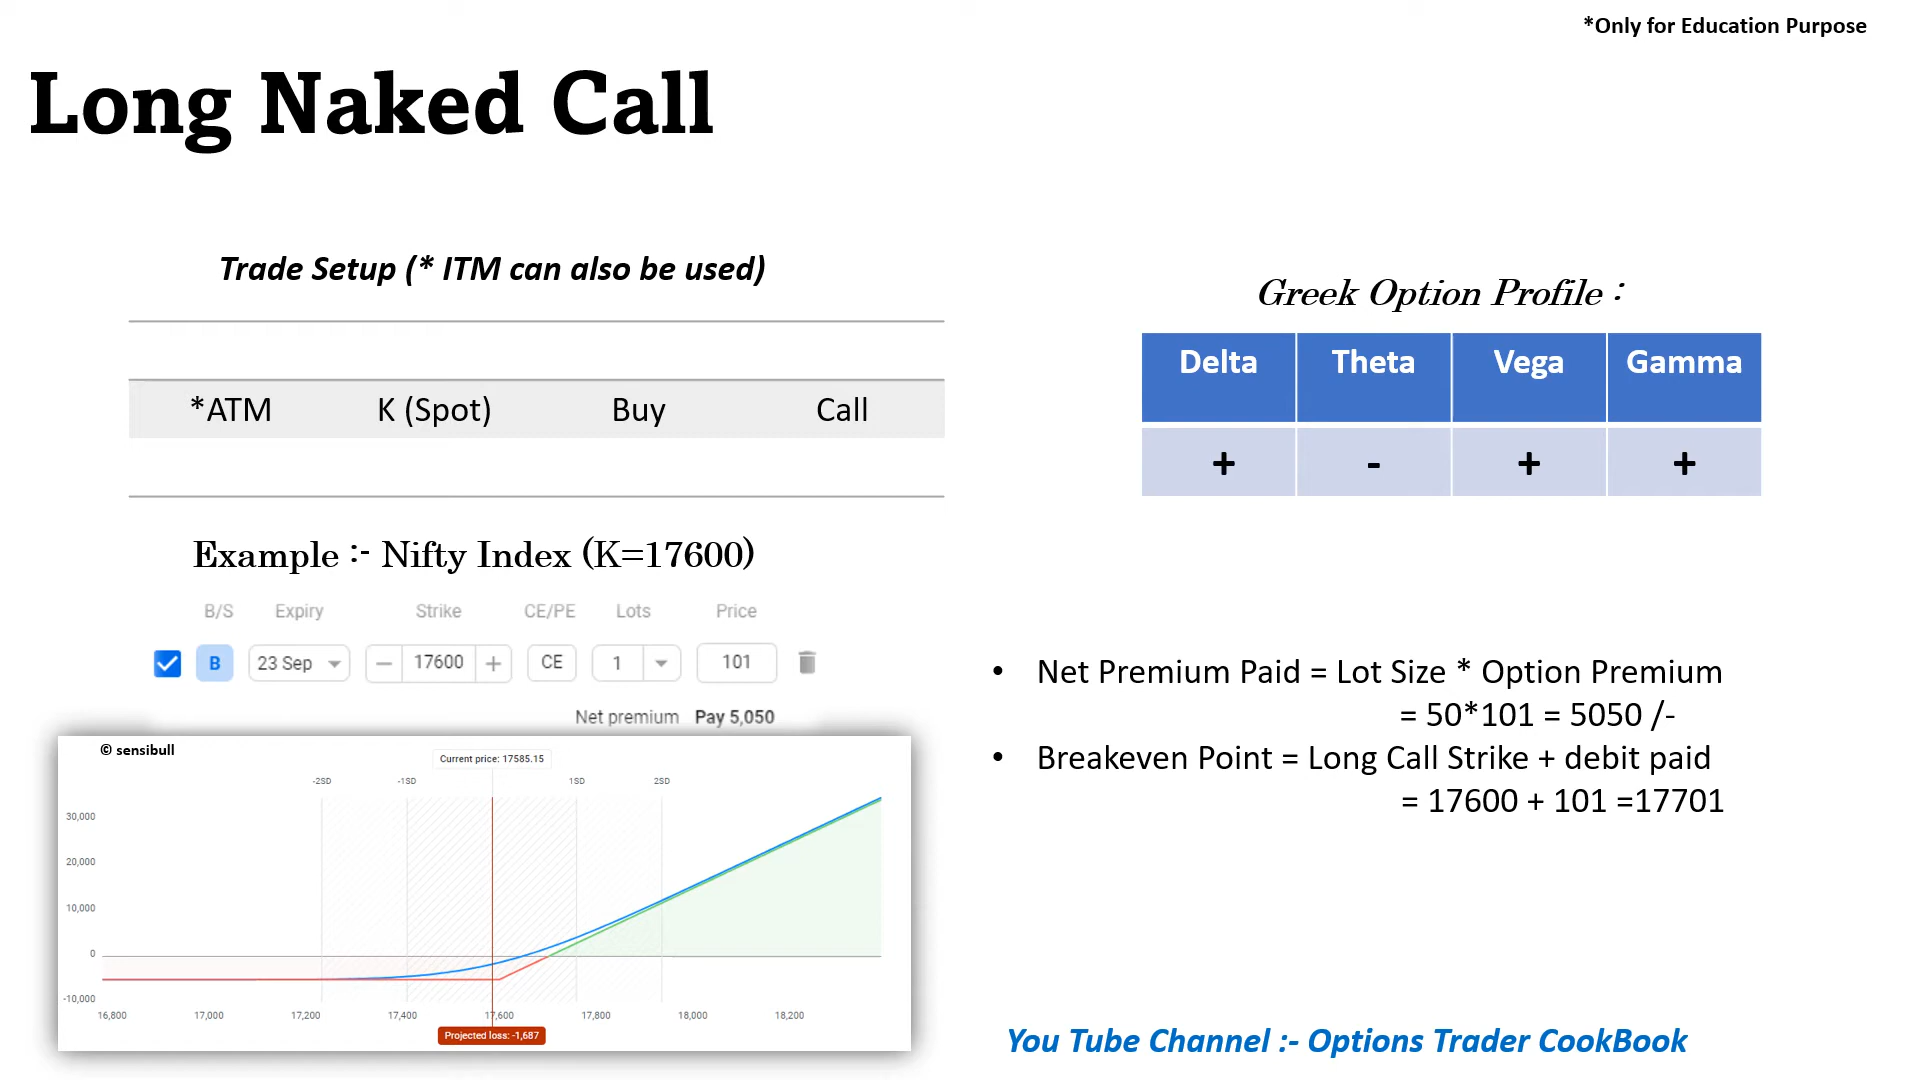 *Only for Education Purpose
Long Naked Call
Trade Setup (* ITM can also be used)
*ATM K (Spot) Buy Call
Example :- Nifty Index (K=17600)
B/S Expiry Strike CE/PE Lots Price
B 23 Sep − 17600 + CE 1 101
Net premium Pay 5,050
© sensibull
Current price: 17585.15
-2SD -1SD 1SD 2SD
30,000
20,000
10,000
0
-10,000
16,800 17,000 17,200 17,400 17,600 17,800 18,000 18,200
Projected loss: -1,687
Greek Option Profile :
Delta Theta Vega Gamma
+ - + +
• Net Premium Paid = Lot Size * Option Premium
= 50*101 = 5050 /-
• Breakeven Point = Long Call Strike + debit paid
= 17600 + 101 =17701
You Tube Channel :- Options Trader CookBook